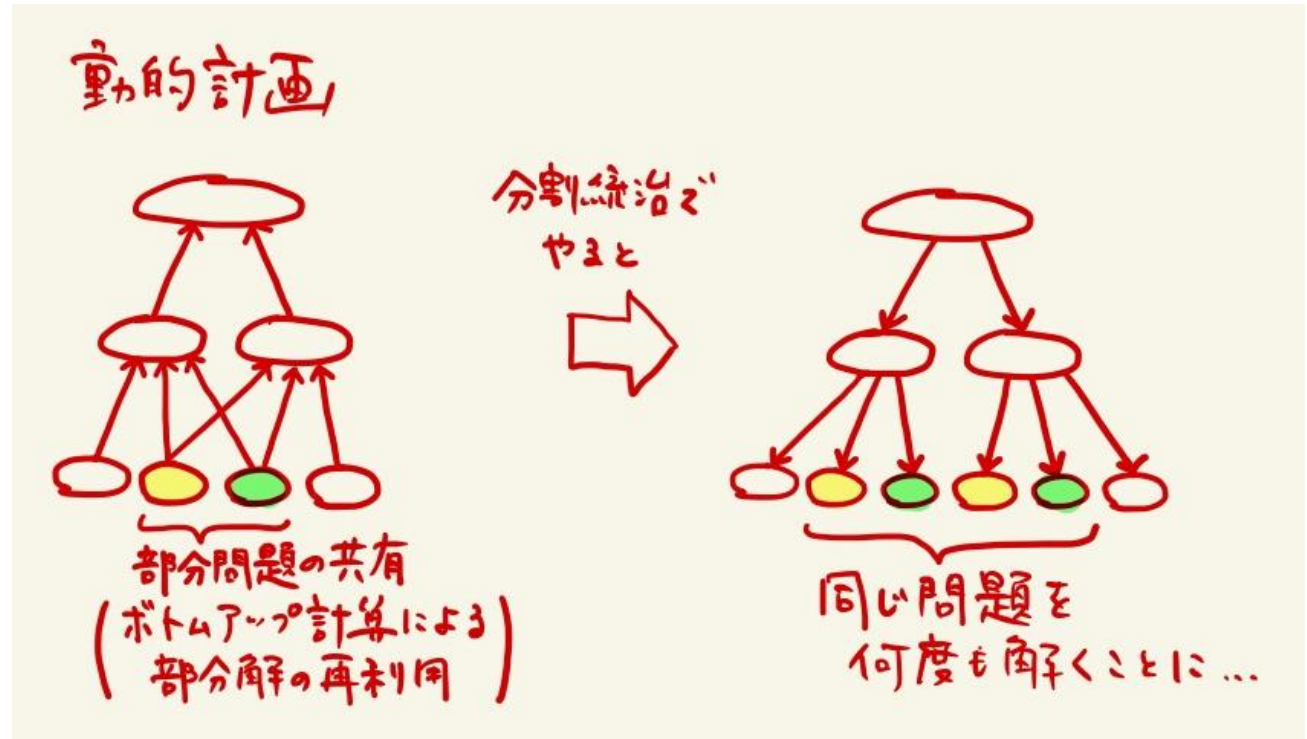 動的計画
分割統治で
やると
部分問題の共有
(ボトムアップ計算による
部分解の再利用)
同じ問題を
何度も解くことに...